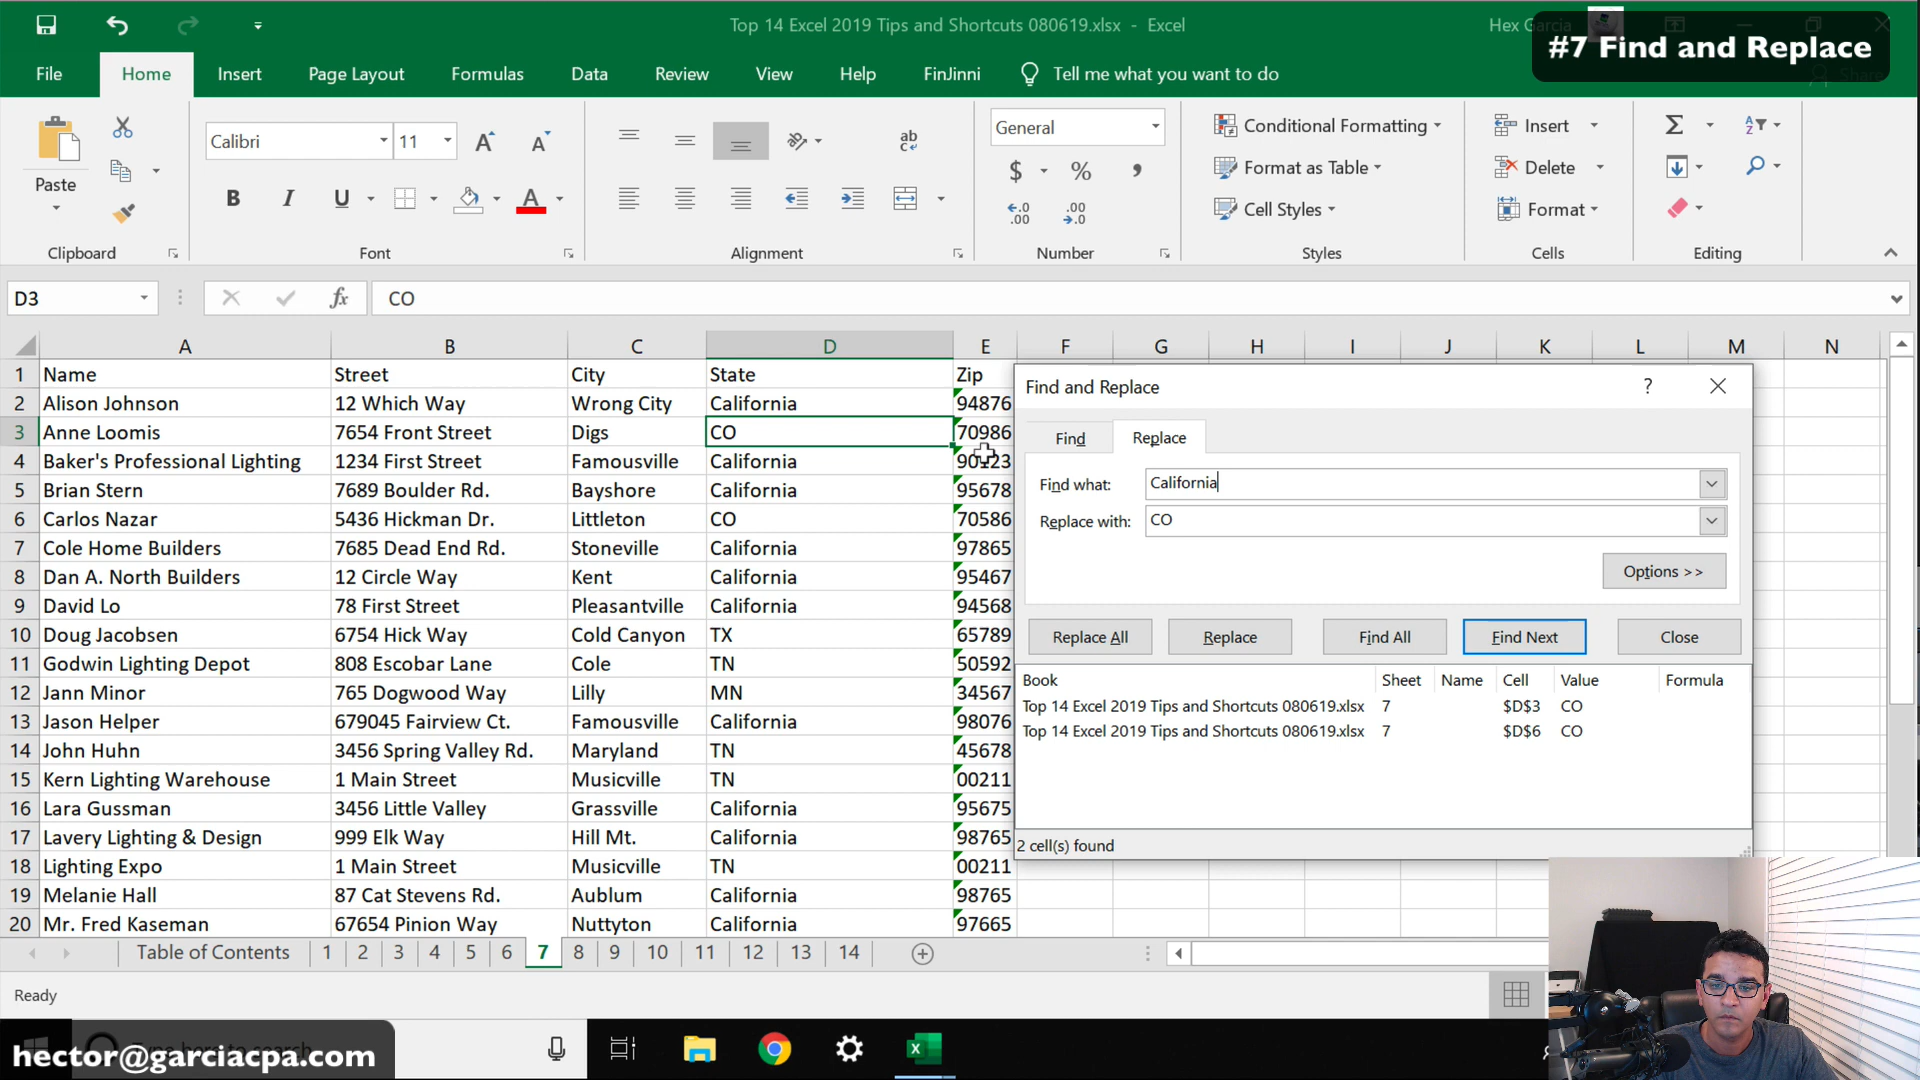 Top 14 Excel 2019 Tips and Shortcuts 080619.xlsx - Excel
#7 Find and Replace
File Home Insert Page Layout Formulas Data Review View Help FinJinni Tell me what you want to do
Paste
Calibri 11
General
Conditional Formatting
Format as Table
Cell Styles
Insert
Delete
Format
Clipboard Font Alignment Number Styles Cells Editing
D3 fx CO
A B C D E F G H I J K L M N
1 Name Street City State Zip
2 Alison Johnson 12 Which Way Wrong City California 94876
3 Anne Loomis 7654 Front Street Digs CO 70986
4 Baker's Professional Lighting 1234 First Street Famousville California
5 Brian Stern 7689 Boulder Rd. Bayshore California 95678
6 Carlos Nazar 5436 Hickman Dr. Littleton CO 70586
7 Cole Home Builders 7685 Dead End Rd. Stoneville California 97865
8 Dan A. North Builders 12 Circle Way Kent California 95467
9 David Lo 78 First Street Pleasantville California 94568
10 Doug Jacobsen 6754 Hick Way Cold Canyon TX 65789
11 Godwin Lighting Depot 808 Escobar Lane Cole TN 50592
12 Jann Minor 765 Dogwood Way Lilly MN 34567
13 Jason Helper 679045 Fairview Ct. Famousville California 98076
14 John Huhn 3456 Spring Valley Rd. Maryland TN 45678
15 Kern Lighting Warehouse 1 Main Street Musicville TN 00211
16 Lara Gussman 3456 Little Valley Grassville California 95675
17 Lavery Lighting & Design 999 Elk Way Hill Mt. California 98765
18 Lighting Expo 1 Main Street Musicville TN 00211
19 Melanie Hall 87 Cat Stevens Rd. Aublum California 98765
20 Mr. Fred Kaseman 67654 Pinion Way Nuttyton California 97665
Find and Replace
Find Replace
Find what: California
Replace with: CO
Options >>
Replace All Replace Find All Find Next Close
Book Sheet Name Cell Value Formula
Top 14 Excel 2019 Tips and Shortcuts 080619.xlsx 7 $D$3 CO
Top 14 Excel 2019 Tips and Shortcuts 080619.xlsx 7 $D$6 CO
2 cell(s) found
Table of Contents 1 2 3 4 5 6 7 8 9 10 11 12 13 14
Ready
hector@garciacpa.com